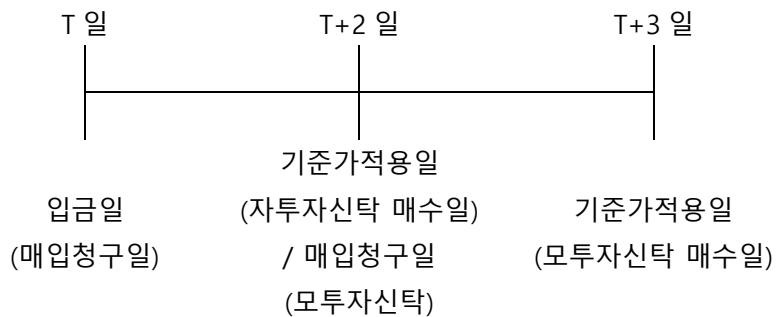 T 일
T+2 일
T+3 일
입금일
(매입청구일)
기준가적용일
(자투자신탁 매수일)
/ 매입청구일
(모투자신탁)
기준가적용일
(모투자신탁 매수일)